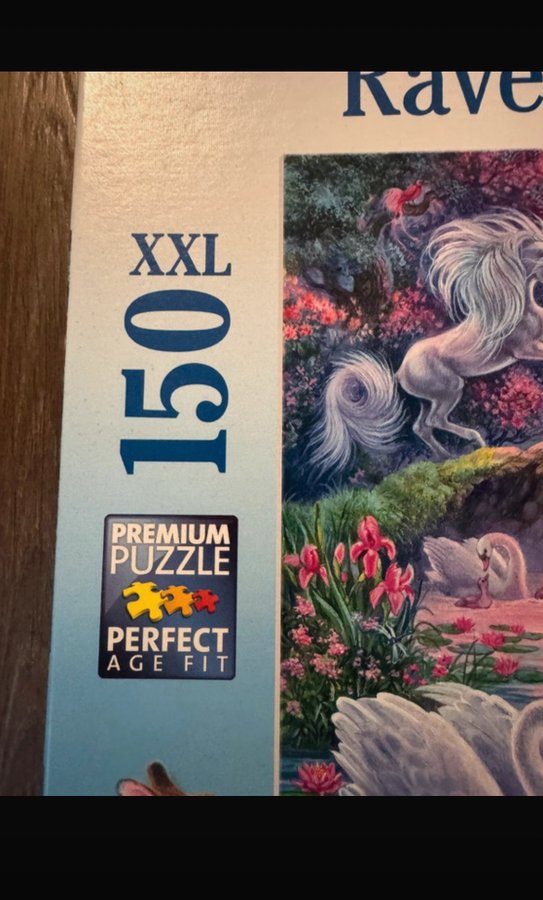 Rave
XXL
150
PREMIUM
PUZZLE
PERFECT
AGE FIT